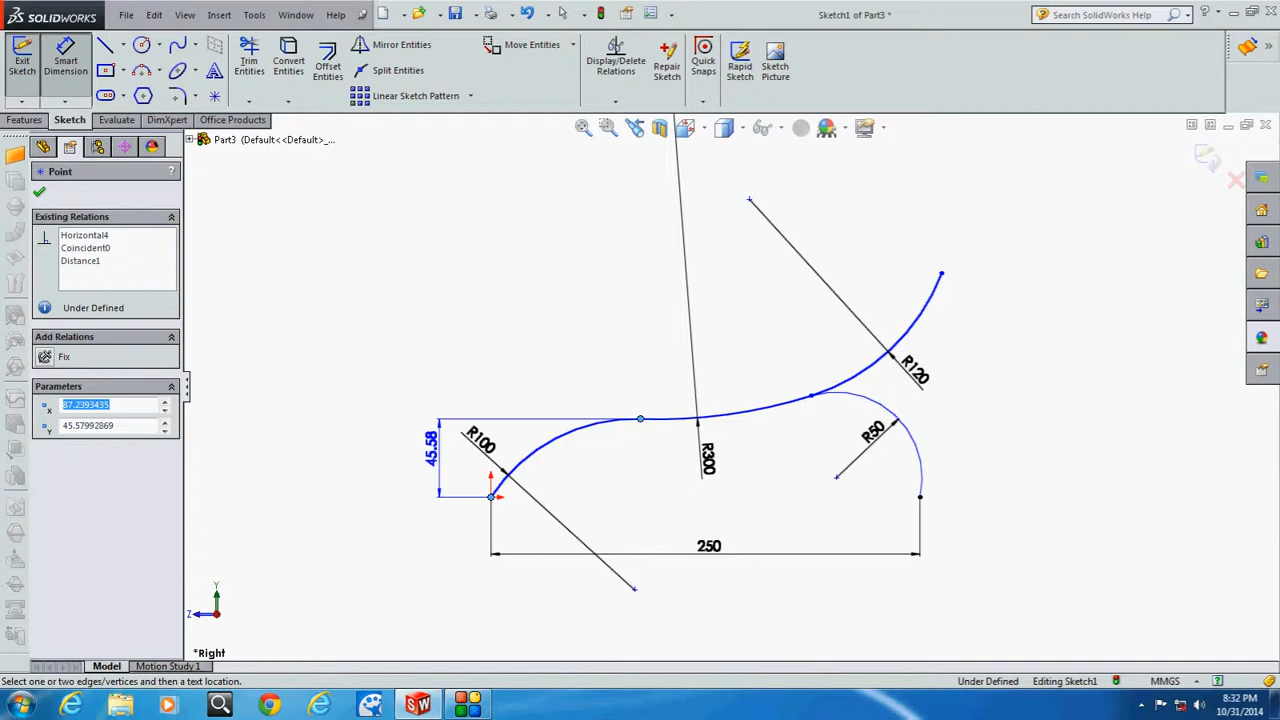 SOLIDWORKS File Edit View Insert Tools Window Help Sketch1 of Part3 * Search SolidWorks Help
Exit Sketch Smart Dimension Trim Entities Convert Entities Offset Entities Mirror Entities Split Entities Linear Sketch Pattern Move Entities Display/Delete Relations Repair Sketch Quick Snaps Rapid Sketch Sketch Picture
Features Sketch Evaluate DimXpert Office Products
Part3 (Default<<Default>_...
Point ?
Existing Relations
Horizontal4
Coincident0
Distance1
Under Defined
Add Relations
Fix
Parameters
X 87.2393435
Y 45.57992869
R120
R50
R100
45.58
R300
250
Y
Z
*Right
Model Motion Study 1
Select one or two edges/vertices and then a text location. Under Defined Editing Sketch1 MMGS ?
8:32 PM
10/31/2014